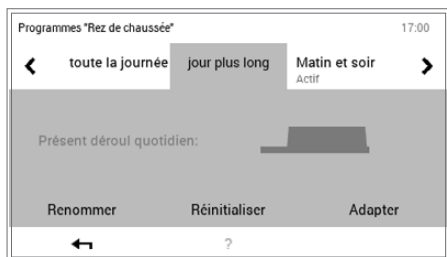 Programmes "Rez de chaussée" 17:00
toute la journée jour plus long Matin et soir
Actif
Présent déroul quotidien:
Renommer Réinitialiser Adapter
?